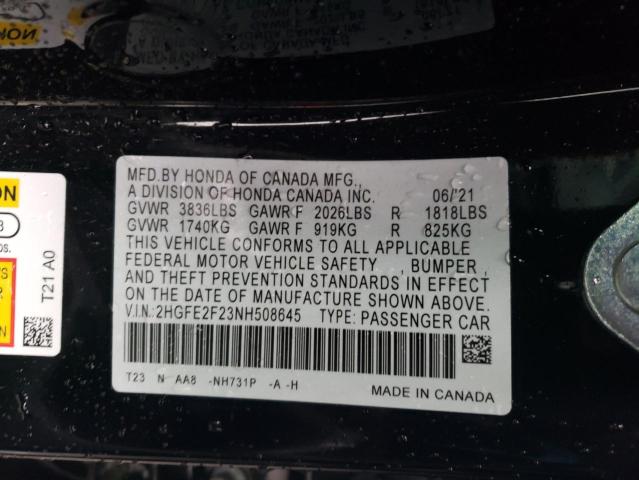 MFD.BY HONDA OF CANADA MFG.,
A DIVISION OF HONDA CANADA INC. 06/'21
GVWR 3836LBS GAWR F 2026LBS R 1818LBS
GVWR 1740KG GAWR F 919KG R 825KG
THIS VEHICLE CONFORMS TO ALL APPLICABLE
FEDERAL MOTOR VEHICLE SAFETY , BUMPER ,
AND THEFT PREVENTION STANDARDS IN EFFECT
ON THE DATE OF MANUFACTURE SHOWN ABOVE.
V.I.N.:2HGFE2F23NH508645 TYPE: PASSENGER CAR
T23 N AA8 -NH731P -A -H
MADE IN CANADA
ON
3
T21 A0